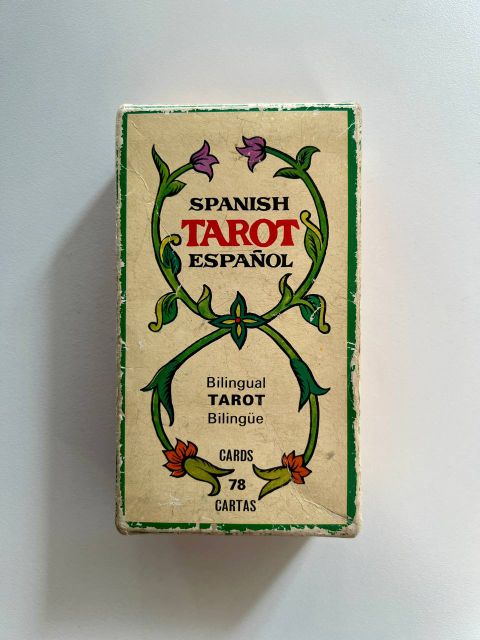 SPANISH
TAROT
ESPAÑOL
Bilingual
TAROT
Bilingüe
CARDS
78
CARTAS